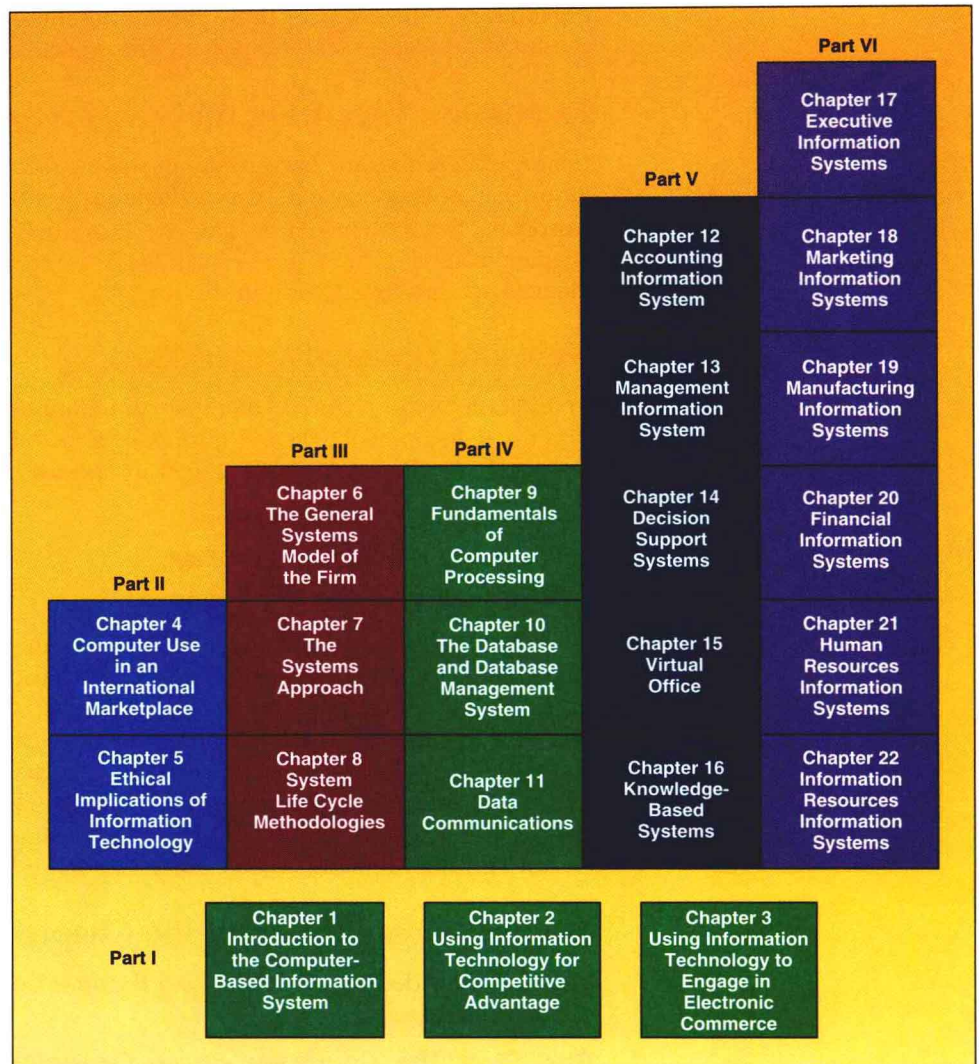 Part VI
Chapter 17
Executive
Information
Systems
Part V
Chapter 12
Accounting
Information
System
Chapter 18
Marketing
Information
Systems
Chapter 13
Management
Information
System
Chapter 19
Manufacturing
Information
Systems
Part III
Part IV
Chapter 6
The General
Systems
Model of
the Firm
Chapter 9
Fundamentals
of
Computer
Processing
Chapter 14
Decision
Support
Systems
Chapter 20
Financial
Information
Systems
Part II
Chapter 4
Computer Use
in an
International
Marketplace
Chapter 7
The
Systems
Approach
Chapter 10
The Database
and Database
Management
System
Chapter 15
Virtual
Office
Chapter 21
Human
Resources
Information
Systems
Chapter 5
Ethical
Implications of
Information
Technology
Chapter 8
System
Life Cycle
Methodologies
Chapter 11
Data
Communications
Chapter 16
Knowledge-
Based
Systems
Chapter 22
Information
Resources
Information
Systems
Part I
Chapter 1
Introduction to
the Computer-
Based Information
System
Chapter 2
Using Information
Technology for
Competitive
Advantage
Chapter 3
Using Information
Technology to
Engage in
Electronic
Commerce